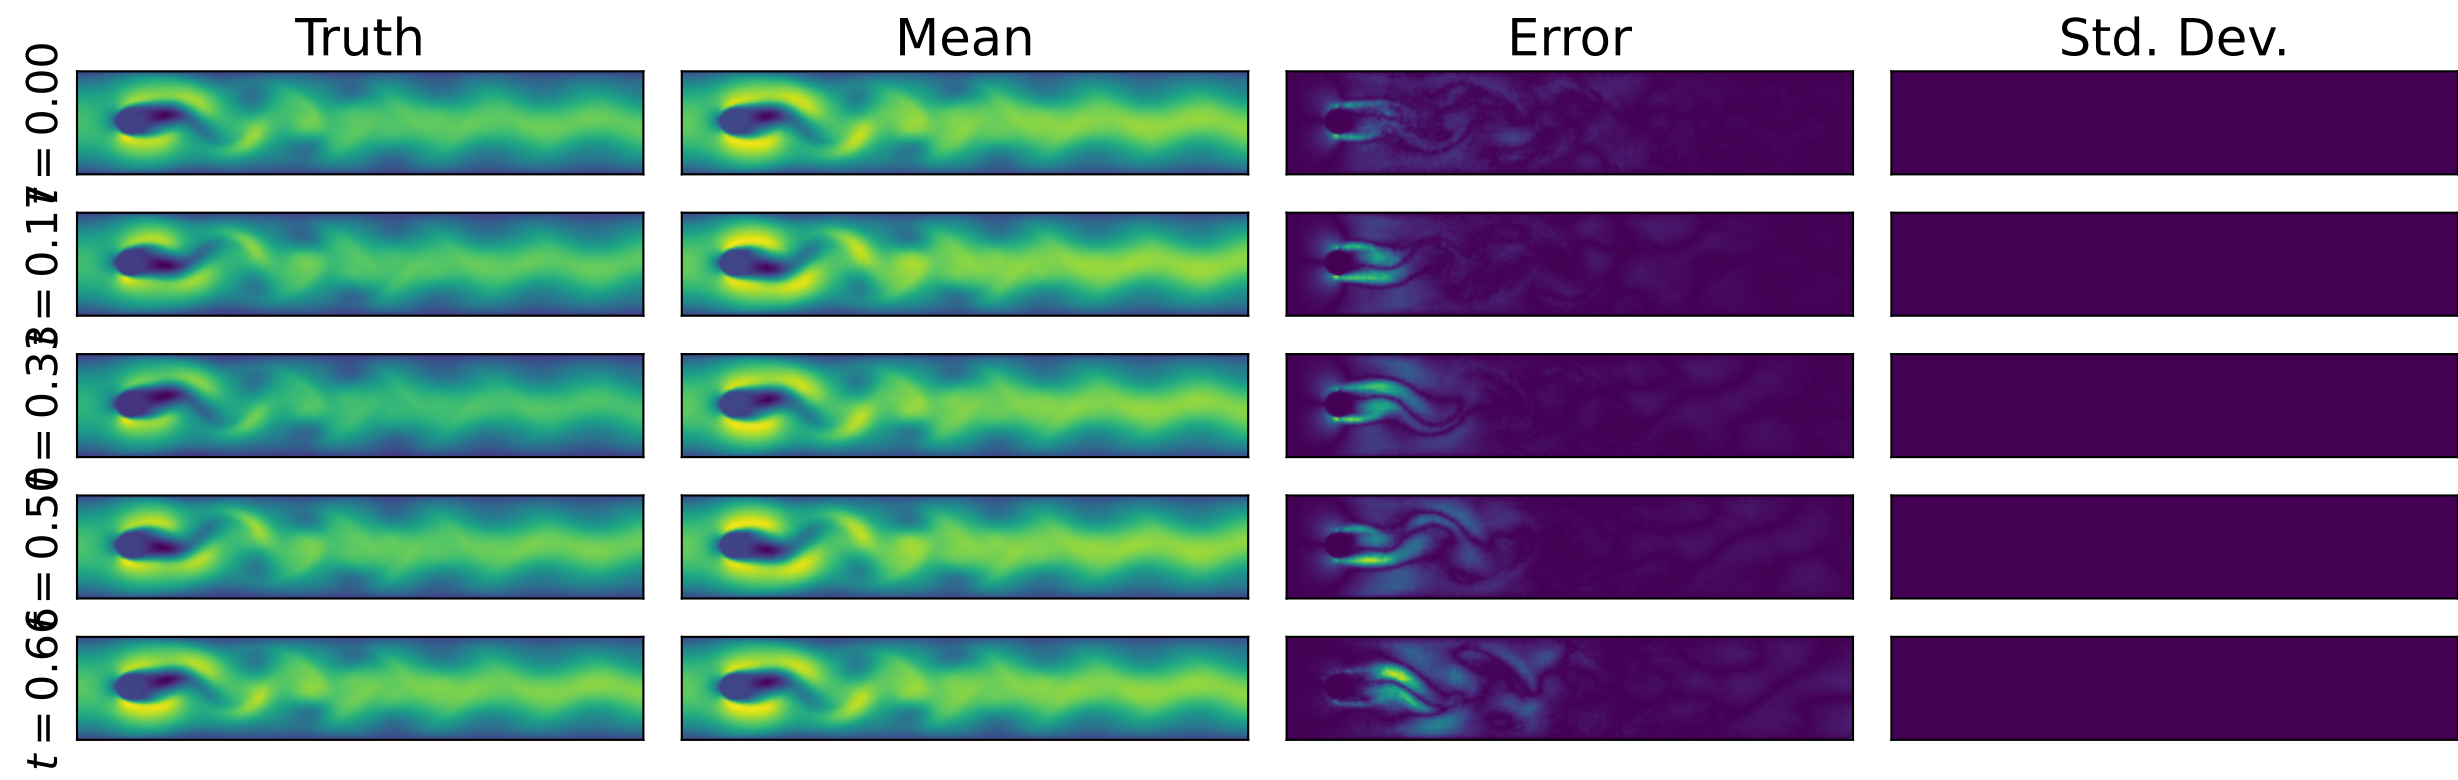 Truth Mean Error Std. Dev.
t = 0.00
t = 0.17
t = 0.33
t = 0.50
t = 0.66